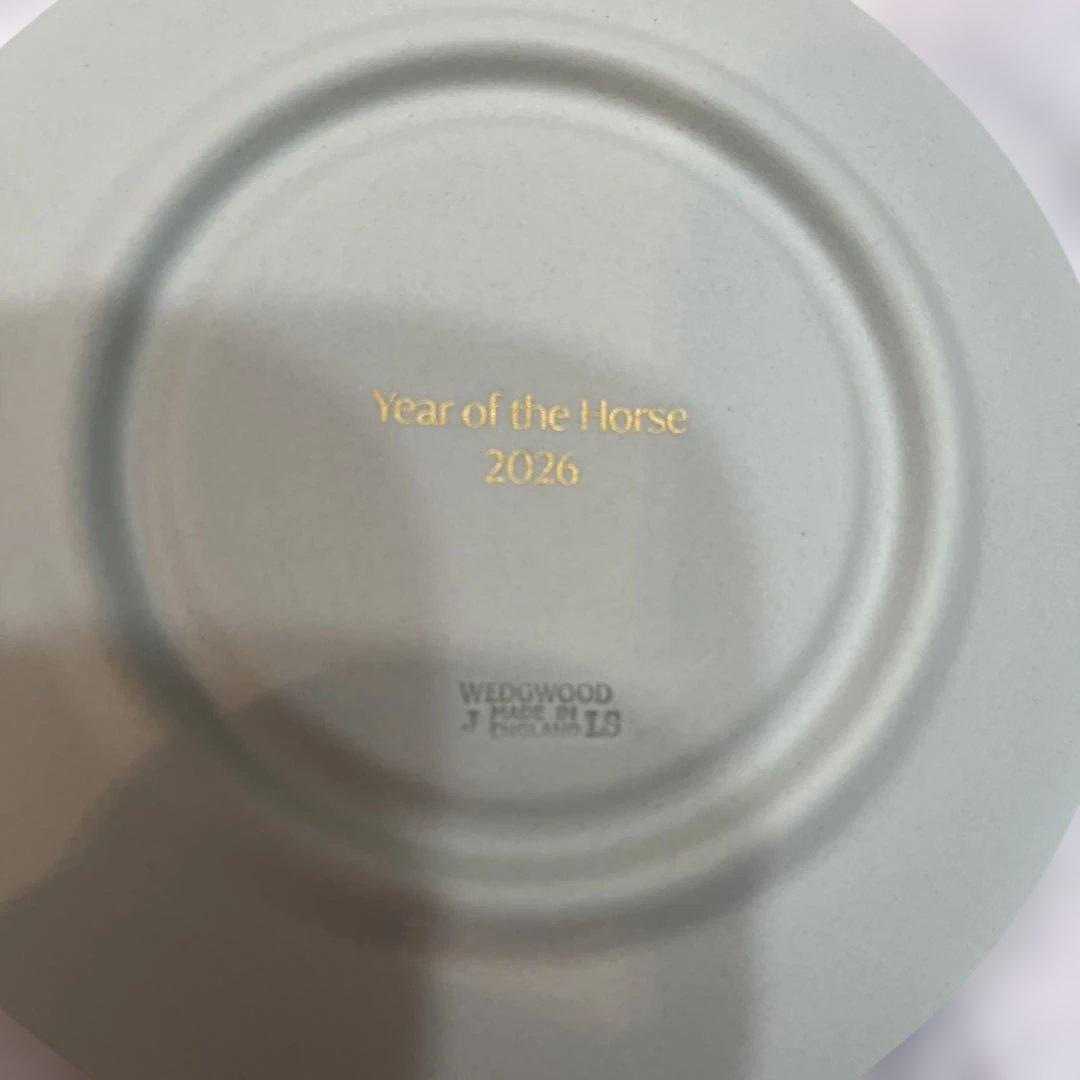 Year of the Horse
2026
WEDGWOOD
J MADE IN
ENGLAND LS